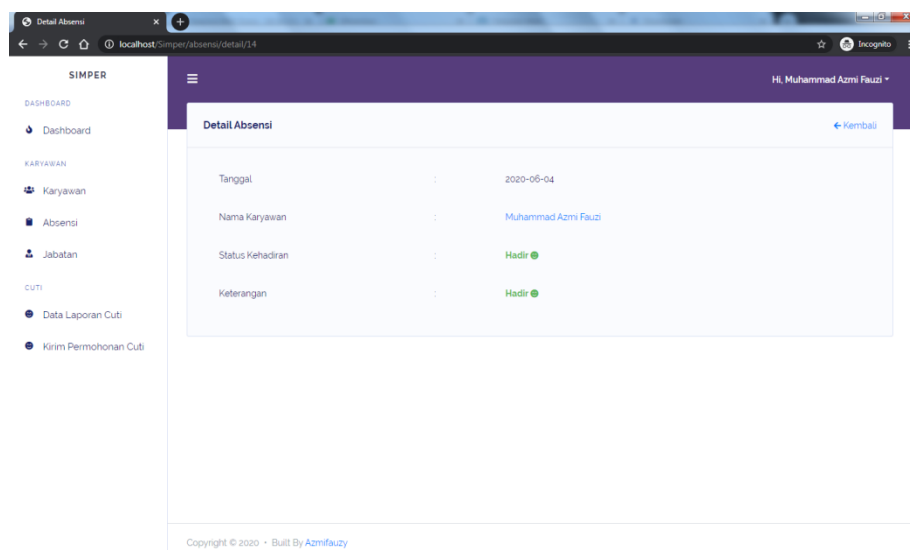 Detail Absensi
localhost/Simper/absensi/detail/14
Incognito
SIMPER
Hi, Muhammad Azmi Fauzi
DASHBOARD
Dashboard
KARYAWAN
Karyawan
Absensi
Jabatan
CUTI
Data Laporan Cuti
Kirim Permohonan Cuti
Detail Absensi
Kembali
Tanggal : 2020-06-04
Nama Karyawan : Muhammad Azmi Fauzi
Status Kehadiran : Hadir
Keterangan : Hadir
Copyright © 2020 • Built By Azmifauzy